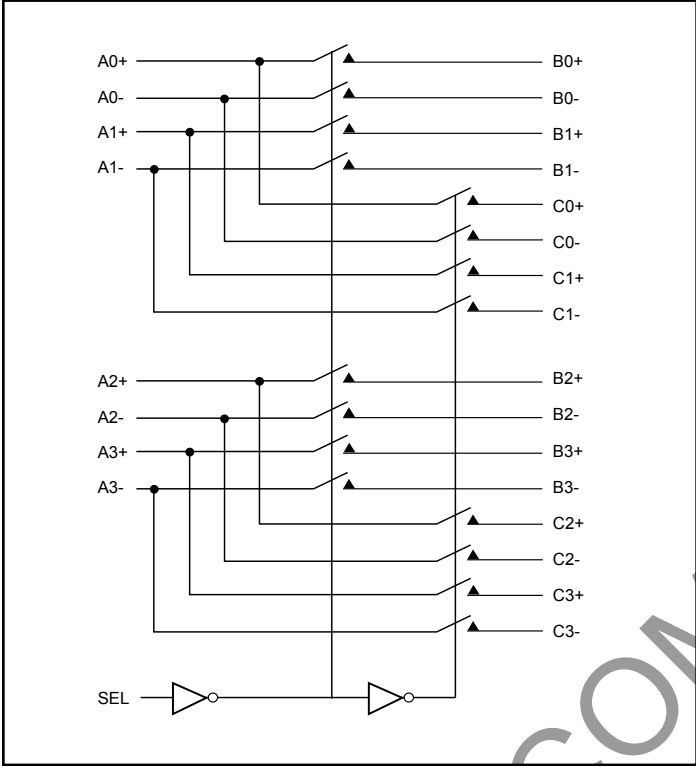 A0+ B0+
A0- B0-
A1+ B1+
A1- B1-
C0+
C0-
C1+
C1-
A2+ B2+
A2- B2-
A3+ B3+
A3- B3-
C2+
C2-
C3+
C3-
SEL
COM